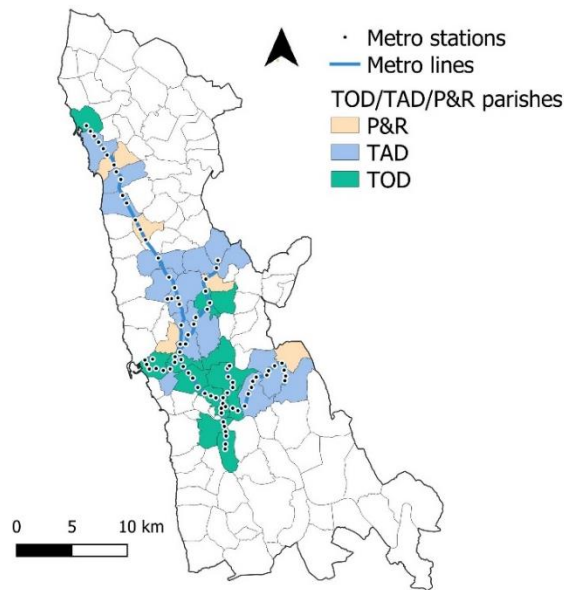 Metro stations
Metro lines
TOD/TAD/P&R parishes
P&R
TAD
TOD
0 5 10 km